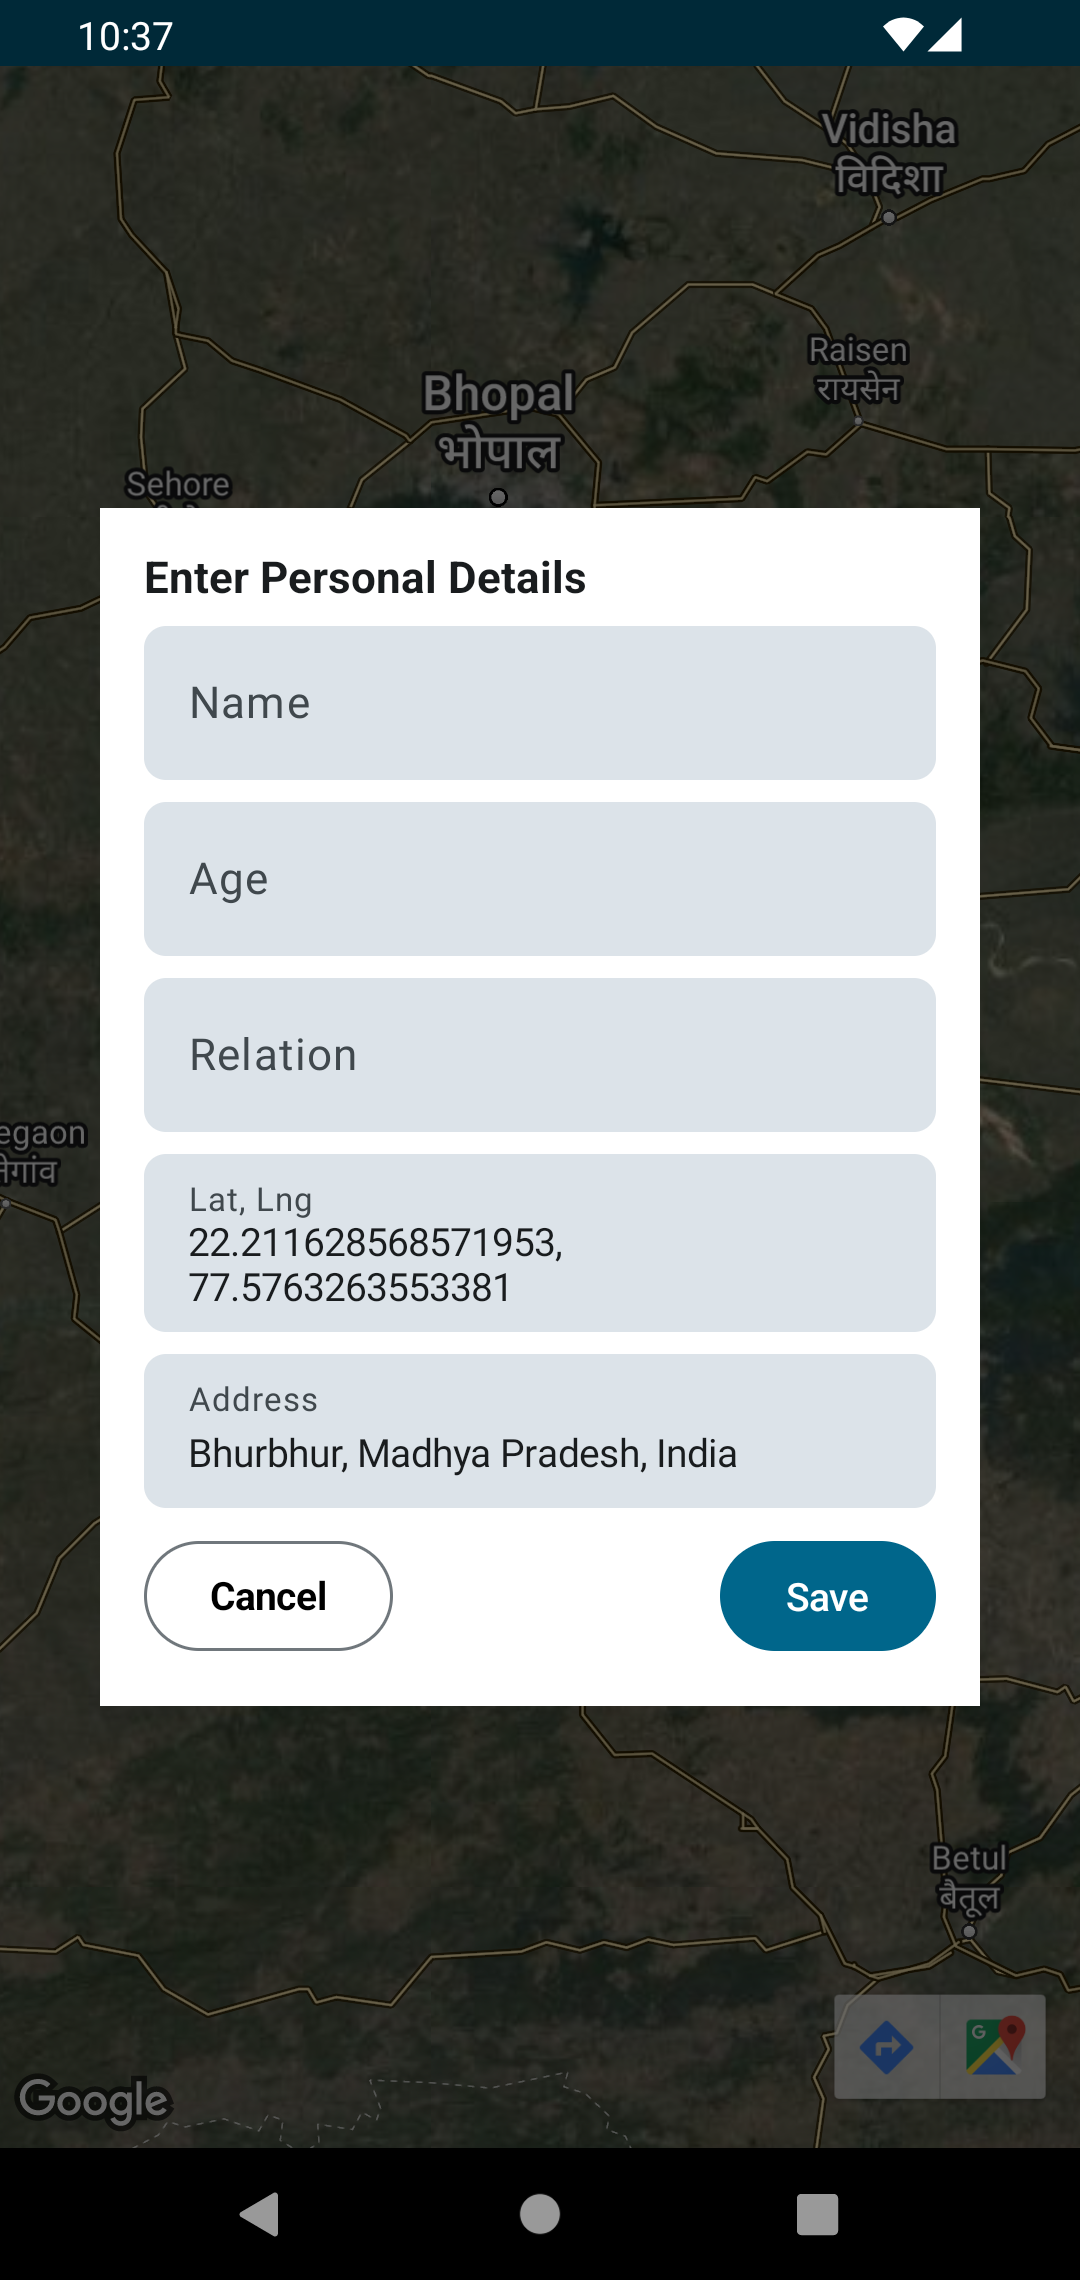 10:37
Vidisha
विदिशा
Raisen
रायसेन
Bhopal
भोपाल
Sehore
Enter Personal Details
Name
Age
Relation
egaon
Lat, Lng
22.211628568571953,
77.5763263553381
Address
Bhurbhur, Madhya Pradesh, India
Cancel
Save
Betul
बैतूल
G
Google